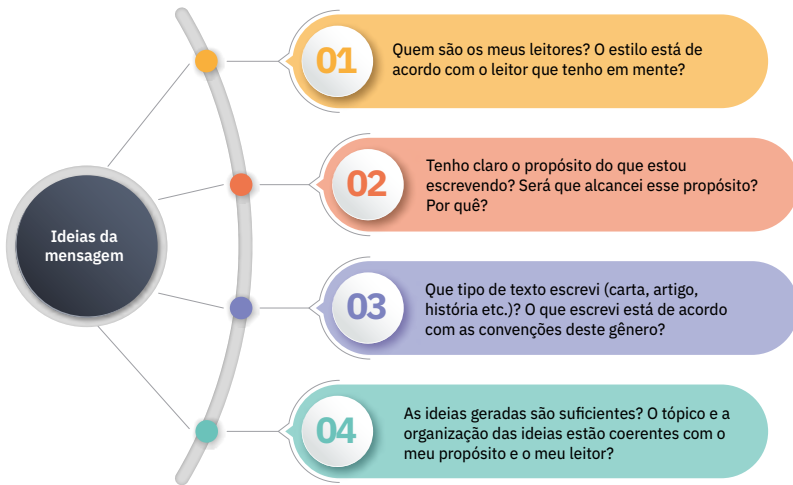 Ideias da
mensagem
01
Quem são os meus leitores? O estilo está de
acordo com o leitor que tenho em mente?
02
Tenho claro o propósito do que estou
escrevendo? Será que alcancei esse propósito?
Por quê?
03
Que tipo de texto escrevi (carta, artigo,
história etc.)? O que escrevi está de acordo
com as convenções deste gênero?
04
As ideias geradas são suficientes? O tópico e a
organização das ideias estão coerentes com o
meu propósito e o meu leitor?